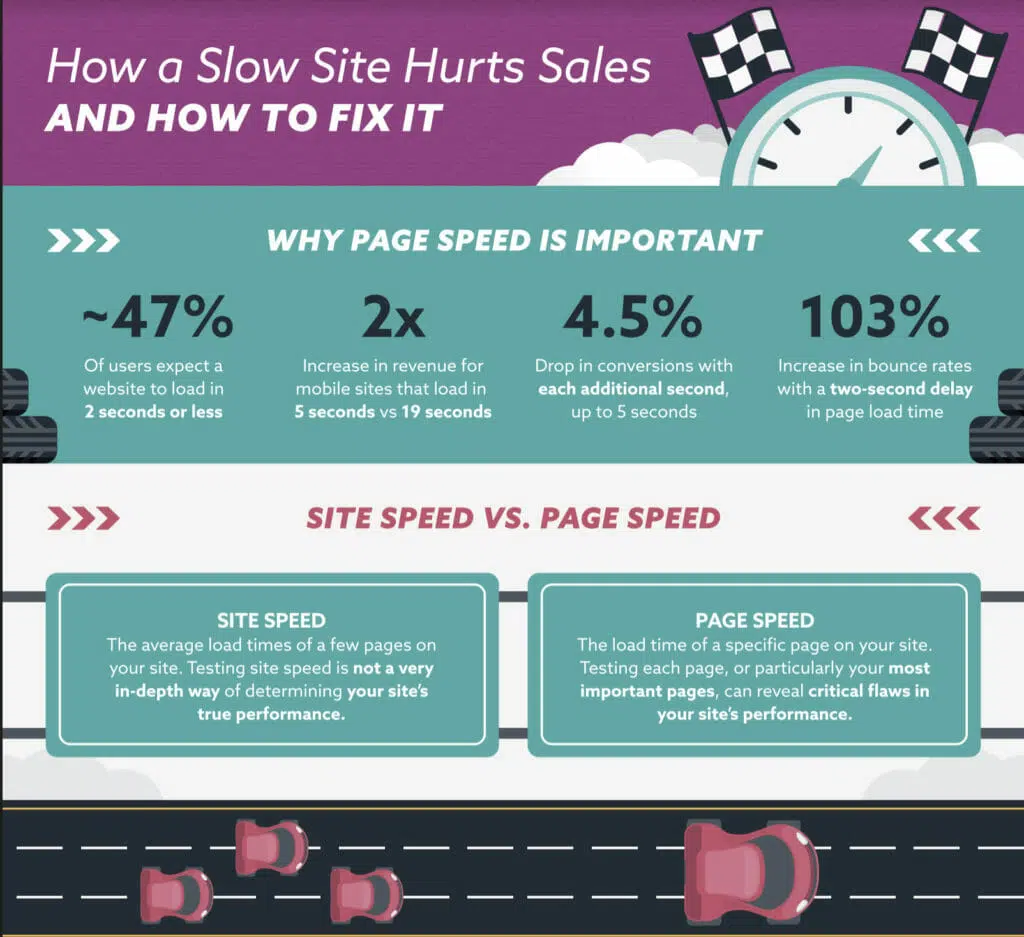 How a Slow Site Hurts Sales
AND HOW TO FIX IT
WHY PAGE SPEED IS IMPORTANT
~47%
Of users expect a
website to load in
2 seconds or less
2x
Increase in revenue for
mobile sites that load in
5 seconds vs 19 seconds
4.5%
Drop in conversions with
each additional second,
up to 5 seconds
103%
Increase in bounce rates
with a two-second delay
in page load time
SITE SPEED VS. PAGE SPEED
SITE SPEED
The average load times of a few pages on
your site. Testing site speed is not a very
in-depth way of determining your site's
true performance.
PAGE SPEED
The load time of a specific page on your site.
Testing each page, or particularly your most
important pages, can reveal critical flaws in
your site's performance.